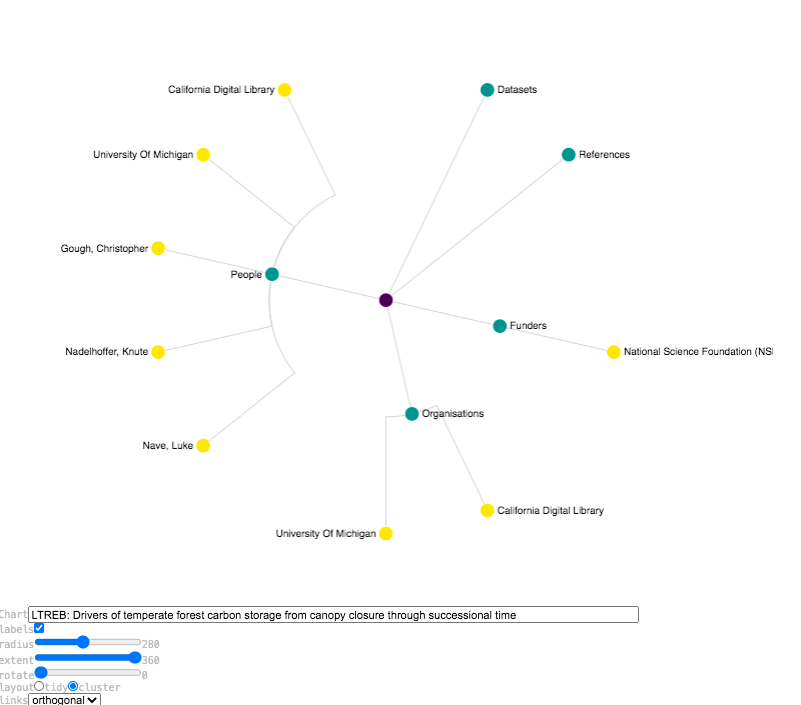 California Digital Library
Datasets
University Of Michigan
References
Gough, Christopher
People
Funders
Nadelhoffer, Knute
National Science Foundation (NS
Organisations
Nave, Luke
California Digital Library
University Of Michigan
Chart LTREB: Drivers of temperate forest carbon storage from canopy closure through successional time
labels
radius 280
extent 360
rotate 0
layout tidy cluster
links orthogonal